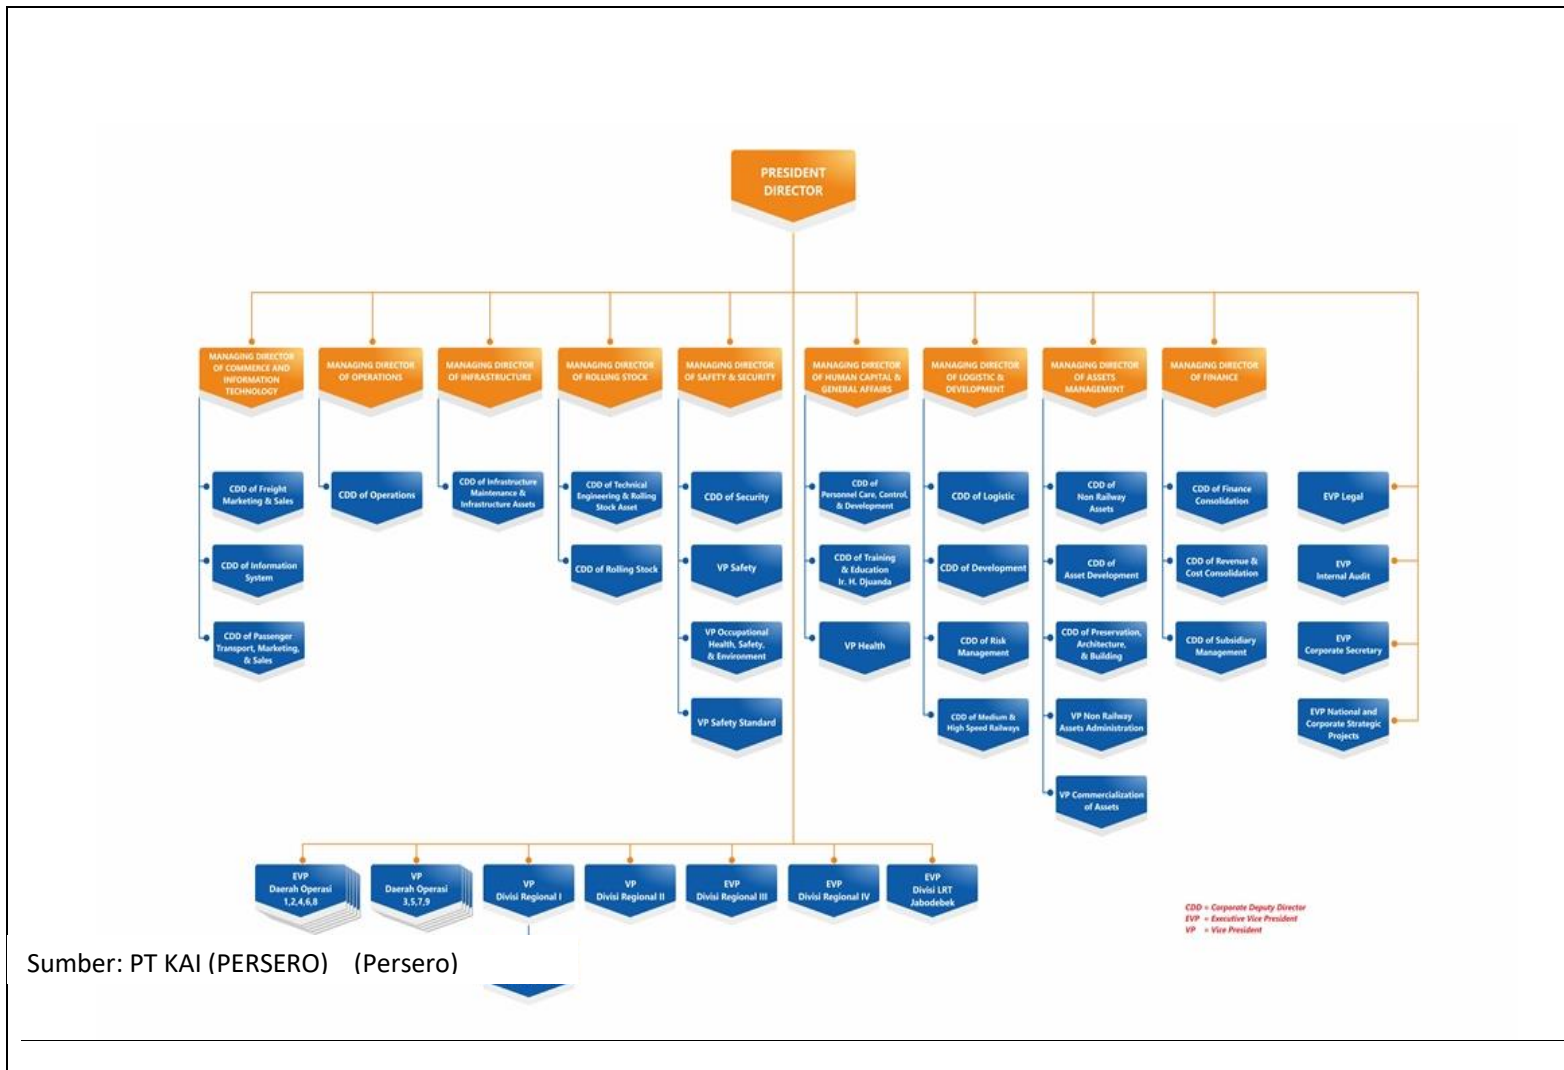 PRESIDENT
DIRECTOR
MANAGING DIRECTOR
OF COMMERCE AND
INFORMATION
TECHNOLOGY
MANAGING DIRECTOR
OF OPERATIONS
MANAGING DIRECTOR
OF INFRASTRUCTURE
MANAGING DIRECTOR
OF ROLLING STOCK
MANAGING DIRECTOR
OF SAFETY & SECURITY
MANAGING DIRECTOR
OF HUMAN CAPITAL &
GENERAL AFFAIRS
MANAGING DIRECTOR
OF LOGISTIC &
DEVELOPMENT
MANAGING DIRECTOR
OF ASSETS
MANAGEMENT
MANAGING DIRECTOR
OF FINANCE
CDD of Freight
Marketing & Sales
CDD of Operations
CDD of Infrastructure
Maintenance &
Infrastructure Assets
CDD of Technical
Engineering & Rolling
Stock Asset
CDD of Security
CDD of
Personnel Care, Control,
& Development
CDD of Logistic
CDD of
Non Railway
Assets
CDD of Finance
Consolidation
EVP Legal
CDD of Information
System
CDD of Rolling Stock
VP Safety
CDD of Training
& Education
Ir. H. Djuanda
CDD of Development
CDD of
Asset Development
CDD of Revenue &
Cost Consolidation
EVP
Internal Audit
CDD of Passenger
Transport, Marketing,
& Sales
VP Occupational
Health, Safety,
& Environment
VP Health
CDD of Risk
Management
CDD of Preservation,
Architecture,
& Building
CDD of Subsidiary
Management
EVP
Corporate Secretary
VP Safety Standard
CDD of Medium &
High Speed Railways
VP Non Railway
Assets Administration
EVP National and
Corporate Strategic
Projects
VP Commercialization
of Assets
EVP
Daerah Operasi
1,2,4,6,8
VP
Daerah Operasi
3,5,7,9
VP
Divisi Regional I
VP
Divisi Regional II
EVP
Divisi Regional III
EVP
Divisi Regional IV
EVP
Divisi LRT
Jabodebek
CDD = Corporate Deputy Director
EVP = Executive Vice President
VP = Vice President
Sumber: PT KAI (PERSERO) (Persero)